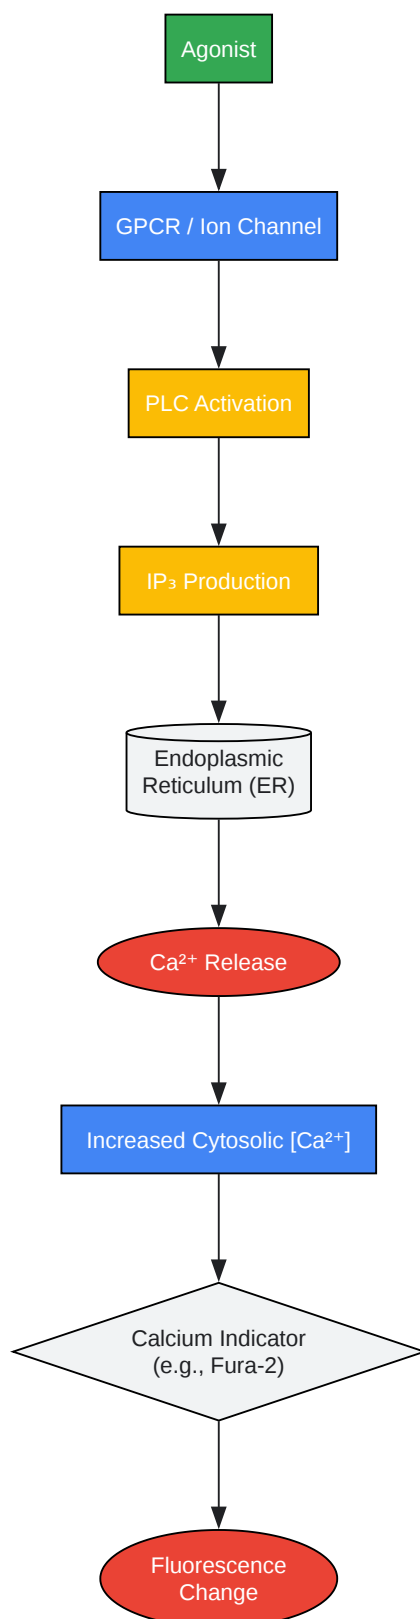 Agonist
GPCR / Ion Channel
PLC Activation
IP₃ Production
Endoplasmic
Reticulum (ER)
Ca²⁺ Release
Increased Cytosolic [Ca²⁺]
Calcium Indicator
(e.g., Fura-2)
Fluorescence
Change